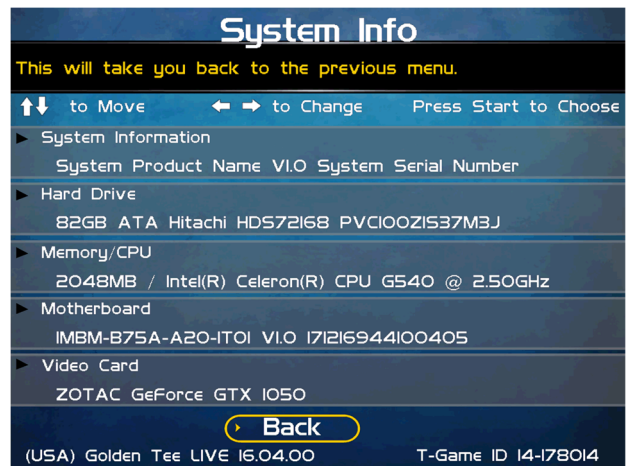 System Info
This will take you back to the previous menu.
to Move to Change Press Start to Choose
System Information
System Product Name V1.0 System Serial Number
Hard Drive
82GB ATA Hitachi HDS72168 PVC100Z1S37M3J
Memory/CPU
2048MB / Intel(R) Celeron(R) CPU G540 @ 2.50GHz
Motherboard
IMBM-B75A-A20-IT01 V1.0 171216944100405
Video Card
ZOTAC GeForce GTX 1050
Back
(USA) Golden Tee LIVE 16.04.00 T-Game ID 14-178014